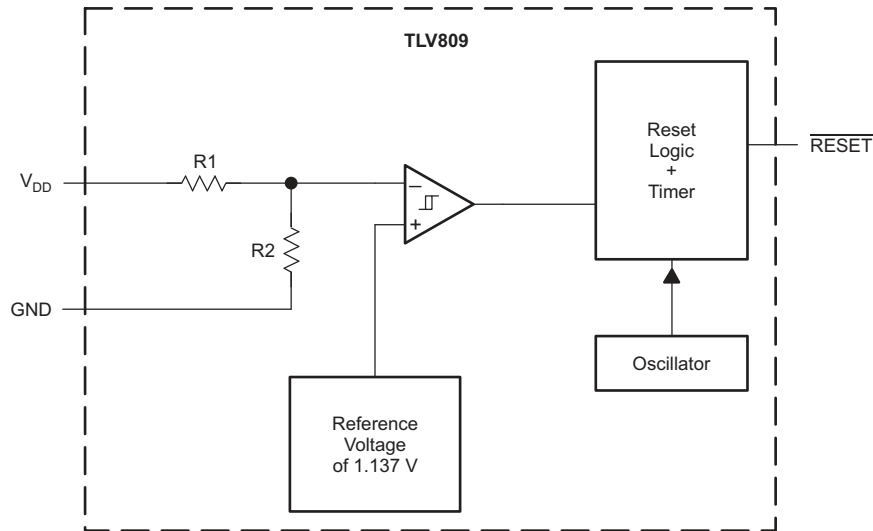 TLV809
Reset
Logic
+
Timer
RESET
R1
VDD
−
+
R2
GND
Oscillator
Reference
Voltage
of 1.137 V